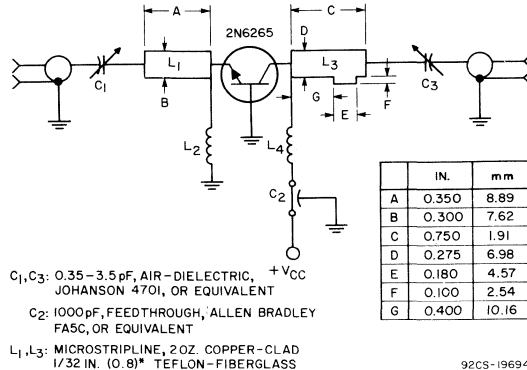 A
C
2N6265
D
L1
L3
C1
C3
B
G
F
E
L2
L4
C2
+VCC
IN. mm
A 0.350 8.89
B 0.300 7.62
C 0.750 1.91
D 0.275 6.98
E 0.180 4.57
F 0.100 2.54
G 0.400 10.16
C1,C3: 0.35-3.5 pF, AIR-DIELECTRIC,
JOHANSON 4701, OR EQUIVALENT
C2: 1000 pF, FEEDTHROUGH, ALLEN BRADLEY
FA5C, OR EQUIVALENT
L1,L3: MICROSTRIPLINE, 2 OZ. COPPER-CLAD
1/32 IN. (0.8)* TEFLON-FIBERGLASS
92CS-19694